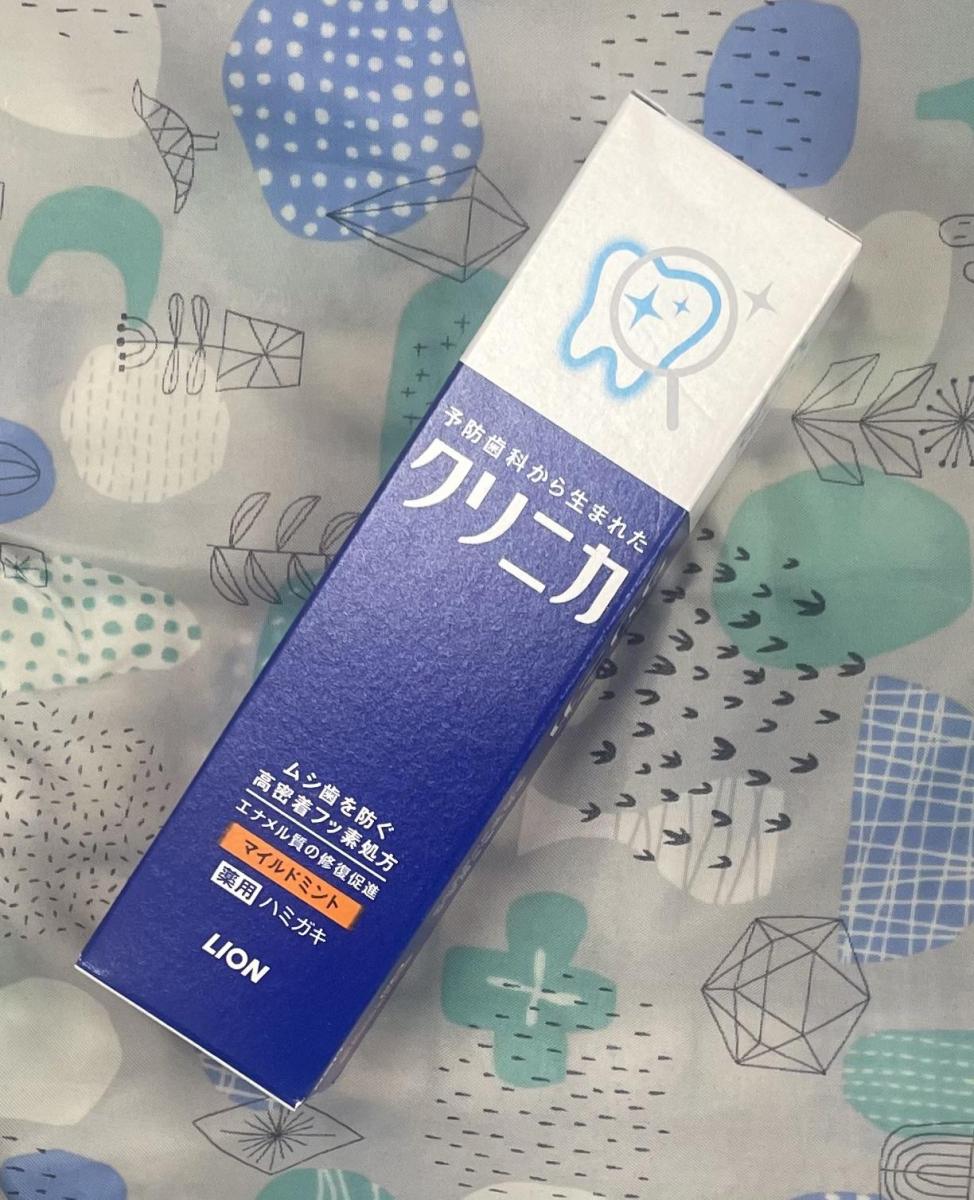 予防歯科から生まれた
クリニカ
ムシ歯を防ぐ
高密着フッ素処方
エナメル質の修復促進
マイルドミント
薬用 ハミガキ
LION